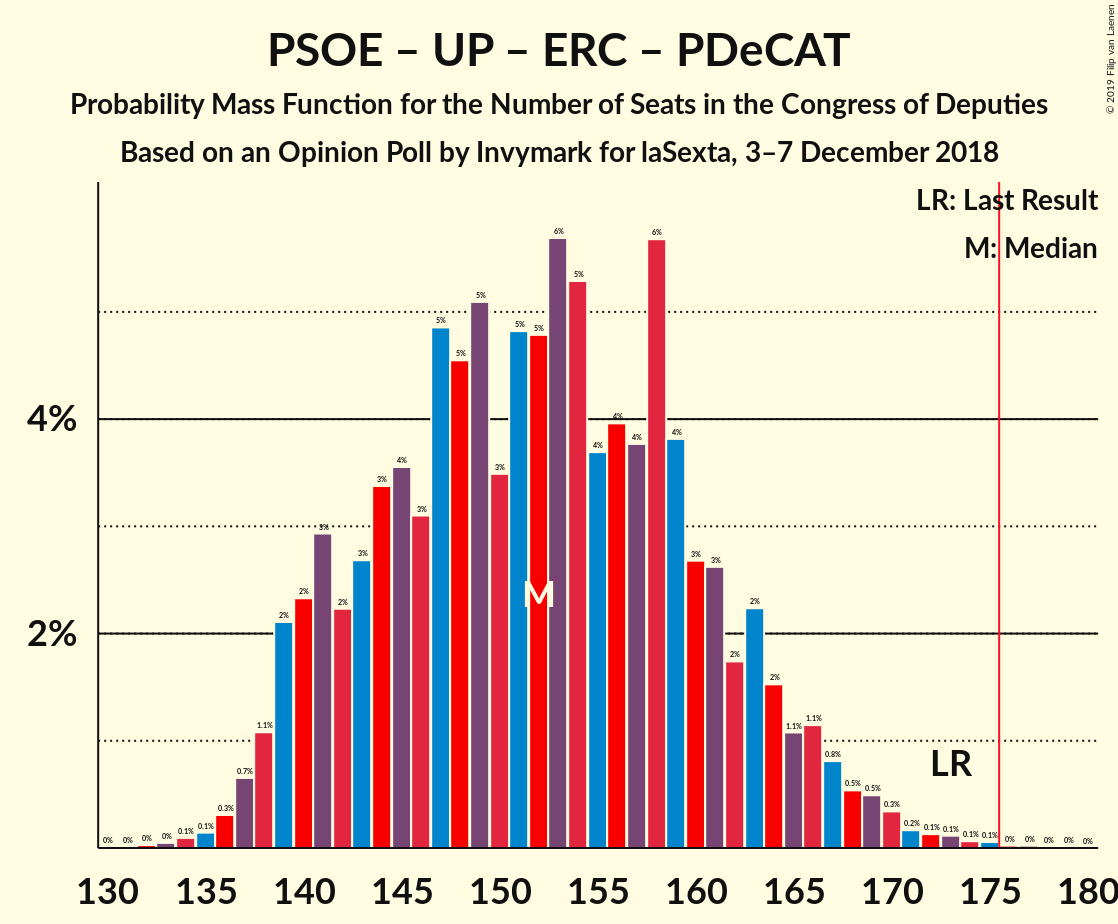 PSOE – UP – ERC – PDeCAT
Probability Mass Function for the Number of Seats in the Congress of Deputies
Based on an Opinion Poll by Invymark for laSexta, 3–7 December 2018
© 2019 Filip van Laenen
LR: Last Result
M: Median
4%
2%
0% 0% 0% 0% 0.1% 0.1% 0.3% 0.7% 1.1% 2% 2% 3% 2% 3% 3% 4% 3% 5% 5% 5% 3% 5% 5% 6% 5% 4% 4% 4% 6% 4% 3% 3% 2% 2% 2% 1.1% 1.1% 0.8% 0.5% 0.5% 0.3% 0.2% 0.1% 0.1% 0.1% 0.1% 0% 0% 0% 0% 0%
M
LR
130 135 140 145 150 155 160 165 170 175 180